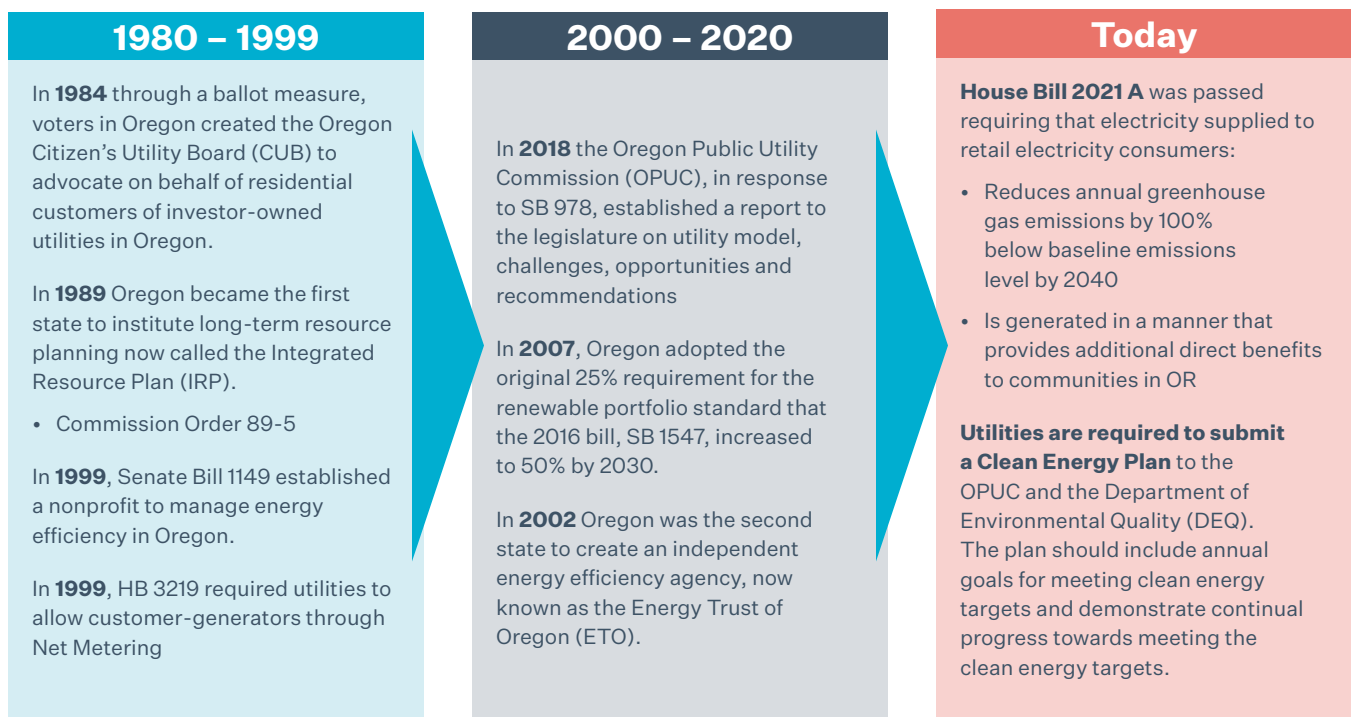 1980 – 1999
In 1984 through a ballot measure,
voters in Oregon created the Oregon
Citizen’s Utility Board (CUB) to
advocate on behalf of residential
customers of investor-owned
utilities in Oregon.
In 1989 Oregon became the first
state to institute long-term resource
planning now called the Integrated
Resource Plan (IRP).
• Commission Order 89-5
In 1999, Senate Bill 1149 established
a nonprofit to manage energy
efficiency in Oregon.
In 1999, HB 3219 required utilities to
allow customer-generators through
Net Metering
2000 – 2020
In 2018 the Oregon Public Utility
Commission (OPUC), in response
to SB 978, established a report to
the legislature on utility model,
challenges, opportunities and
recommendations
In 2007, Oregon adopted the
original 25% requirement for the
renewable portfolio standard that
the 2016 bill, SB 1547, increased
to 50% by 2030.
In 2002 Oregon was the second
state to create an independent
energy efficiency agency, now
known as the Energy Trust of
Oregon (ETO).
Today
House Bill 2021 A was passed
requiring that electricity supplied to
retail electricity consumers:
• Reduces annual greenhouse
gas emissions by 100%
below baseline emissions
level by 2040
• Is generated in a manner that
provides additional direct benefits
to communities in OR
Utilities are required to submit
a Clean Energy Plan to the
OPUC and the Department of
Environmental Quality (DEQ).
The plan should include annual
goals for meeting clean energy
targets and demonstrate continual
progress towards meeting the
clean energy targets.